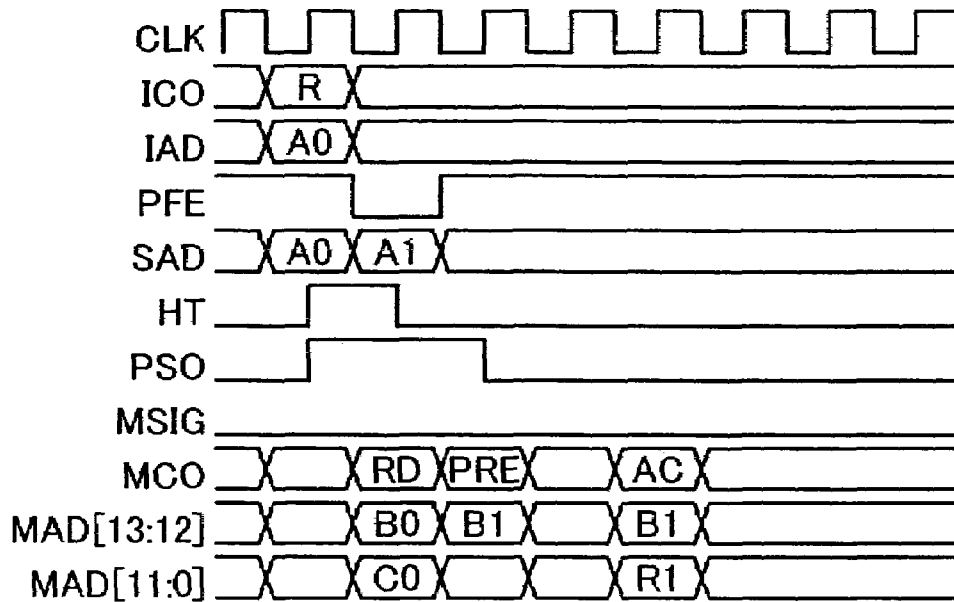 CLK
ICO R
IAD A0
PFE
SAD A0 A1
HT
PSO
MSIG
MCO RD PRE AC
MAD[13:12] B0 B1 B1
MAD[11:0] C0 R1